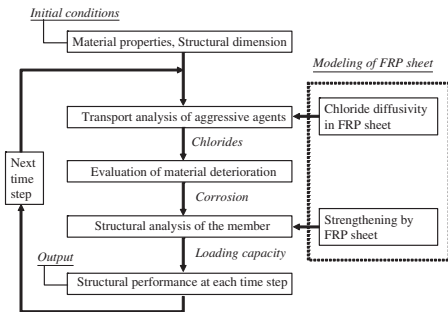 Initial conditions
Material properties, Structural dimension
Modeling of FRP sheet
Transport analysis of aggressive agents
Chloride diffusivity
in FRP sheet
Chlorides
Next
time
step
Evaluation of material deterioration
Corrosion
Structural analysis of the member
Strengthening by
FRP sheet
Loading capacity
Output
Structural performance at each time step